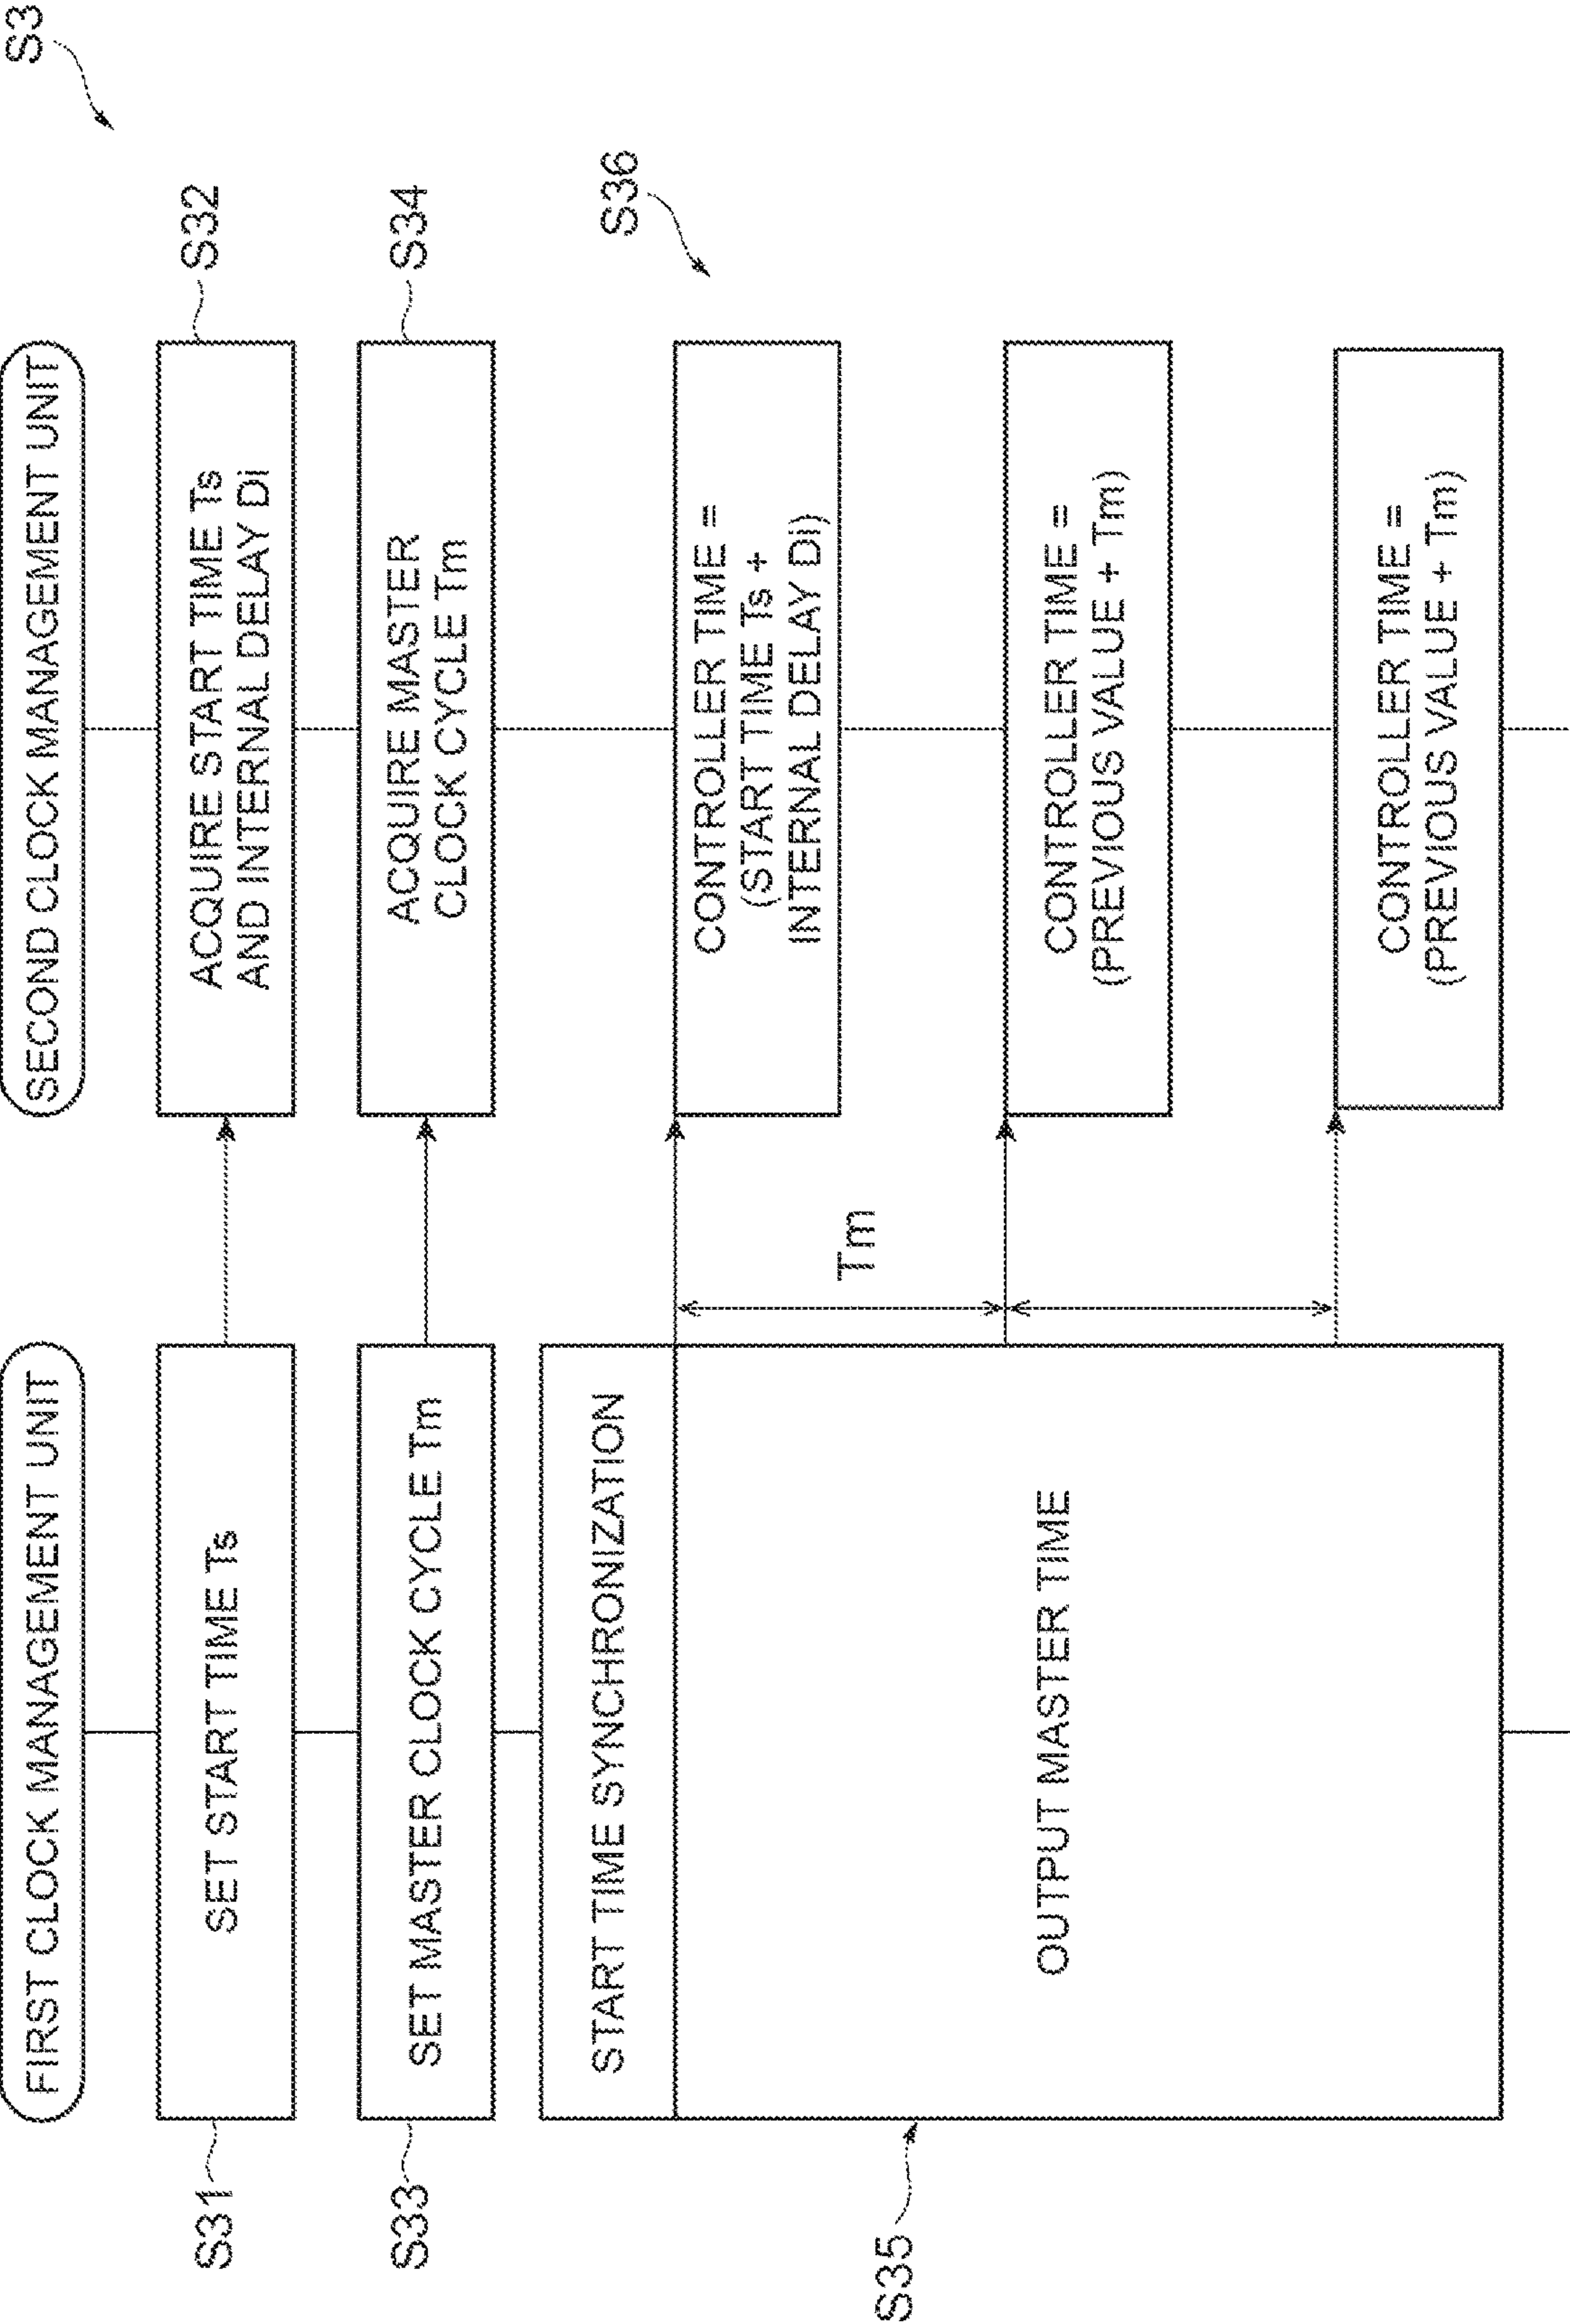 S3
FIRST CLOCK MANAGEMENT UNIT
SECOND CLOCK MANAGEMENT UNIT
S31
SET START TIME Ts
ACQUIRE START TIME Ts
AND INTERNAL DELAY Di
S32
S33
SET MASTER CLOCK CYCLE Tm
ACQUIRE MASTER
CLOCK CYCLE Tm
S34
START TIME SYNCHRONIZATION
S35
OUTPUT MASTER TIME
Tm
S36
CONTROLLER TIME =
(START TIME Ts +
INTERNAL DELAY Di)
CONTROLLER TIME =
(PREVIOUS VALUE + Tm)
CONTROLLER TIME =
(PREVIOUS VALUE + Tm)